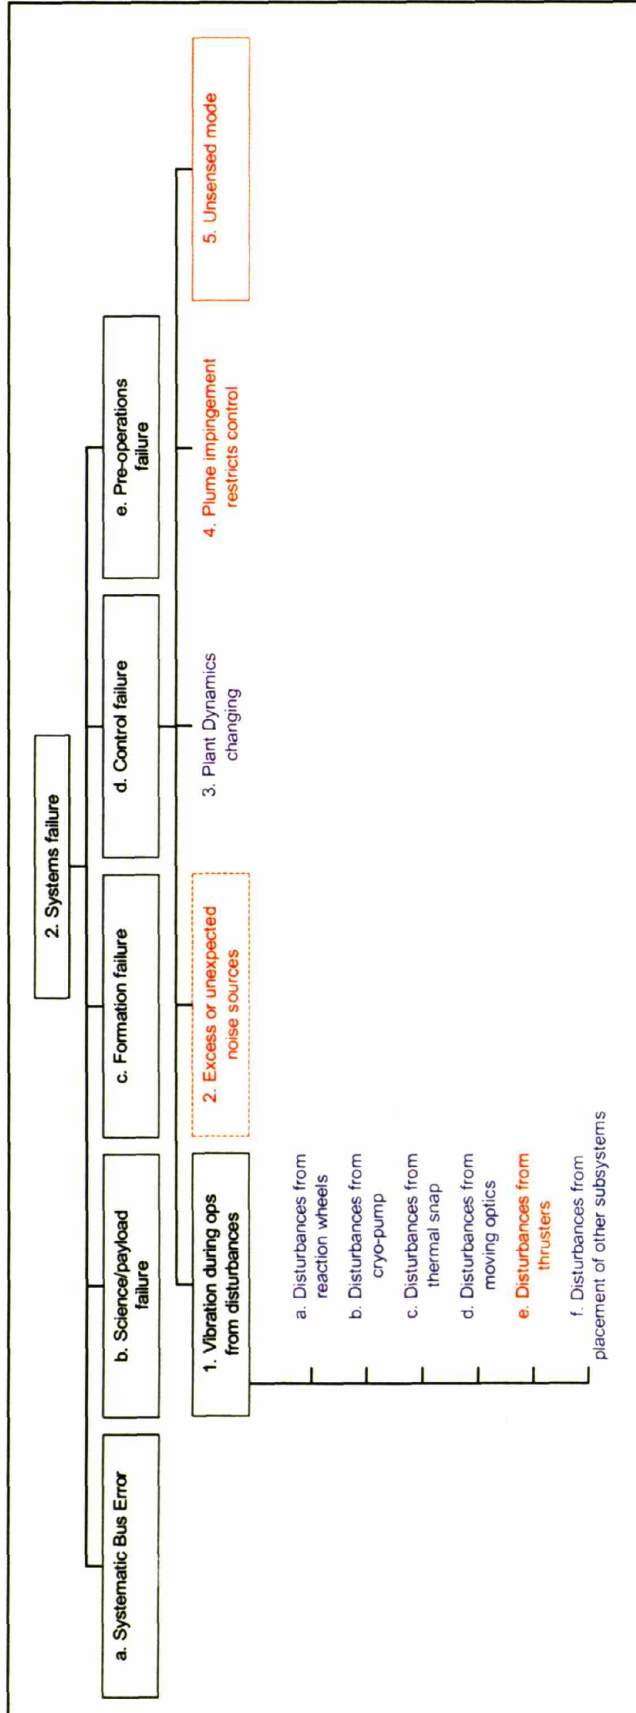 2. Systems failure
a. Systematic Bus Error
b. Science/payload
failure
c. Formation failure
d. Control failure
e. Pre-operations
failure
1. Vibration during ops
from disturbances
2. Excess or unexpected
noise sources
3. Plant Dynamics
changing
4. Plume impingement
restricts control
5. Unsensed mode
a. Disturbances from
reaction wheels
b. Disturbances from
cryo-pump
c. Disturbances from
thermal snap
d. Disturbances from
moving optics
e. Disturbances from
thrusters
f. Disturbances from
placement of other subsystems